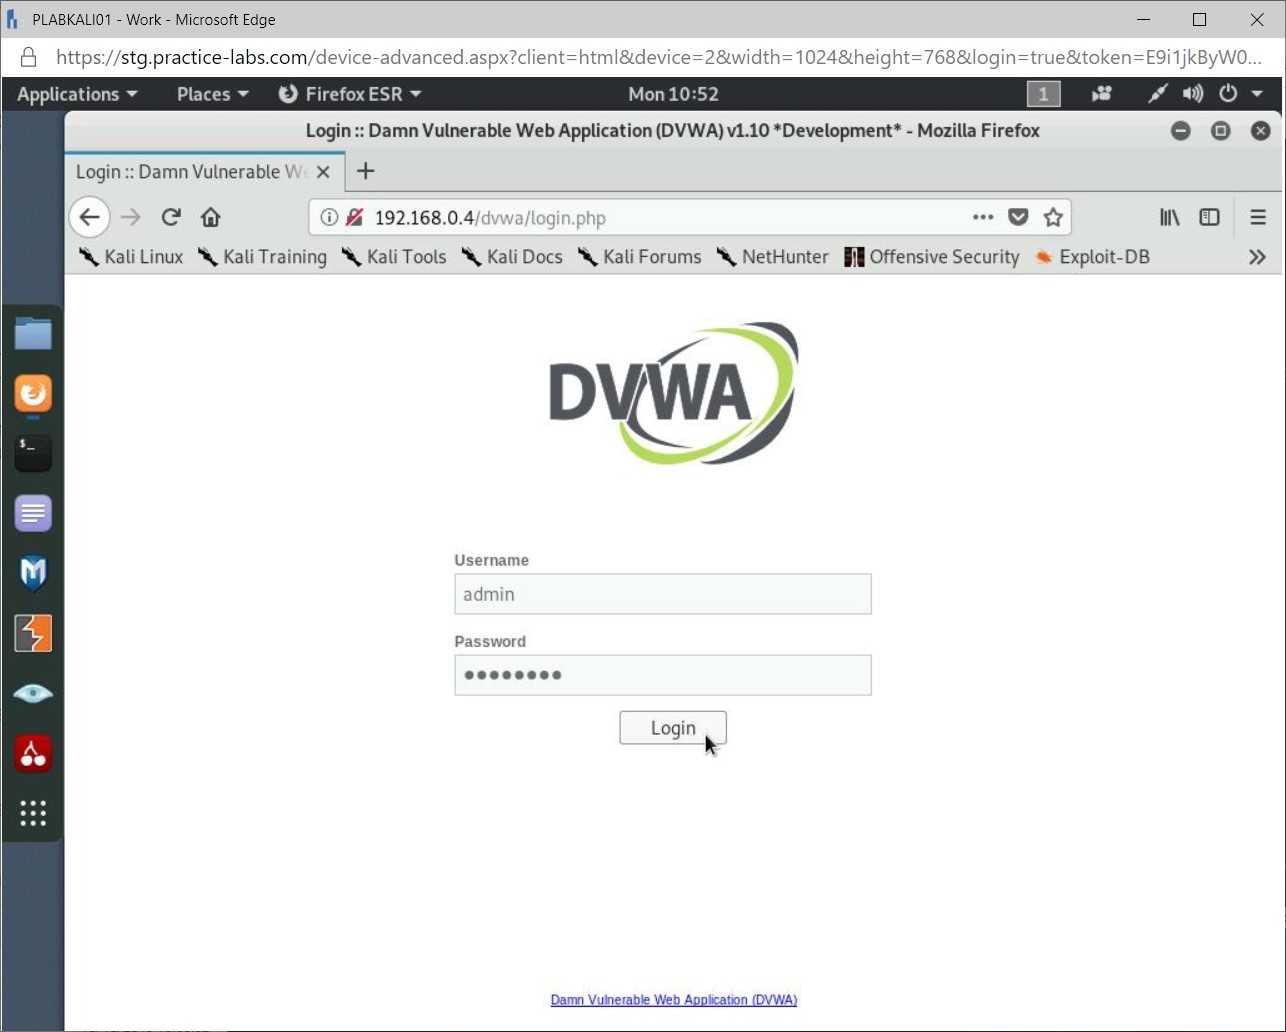 PLABKALI01 - Work - Microsoft Edge
https://stg.practice-labs.com/device-advanced.aspx?client=html&device=2&width=1024&height=768&login=true&token=E9i1jkByW0...
Applications Places Firefox ESR Mon 10:52 1
Login :: Damn Vulnerable Web Application (DVWA) v1.10 *Development* - Mozilla Firefox
Login :: Damn Vulnerable We
192.168.0.4/dvwa/login.php
Kali Linux Kali Training Kali Tools Kali Docs Kali Forums NetHunter Offensive Security Exploit-DB
DVWA
Username
admin
Password
Login
Damn Vulnerable Web Application (DVWA)